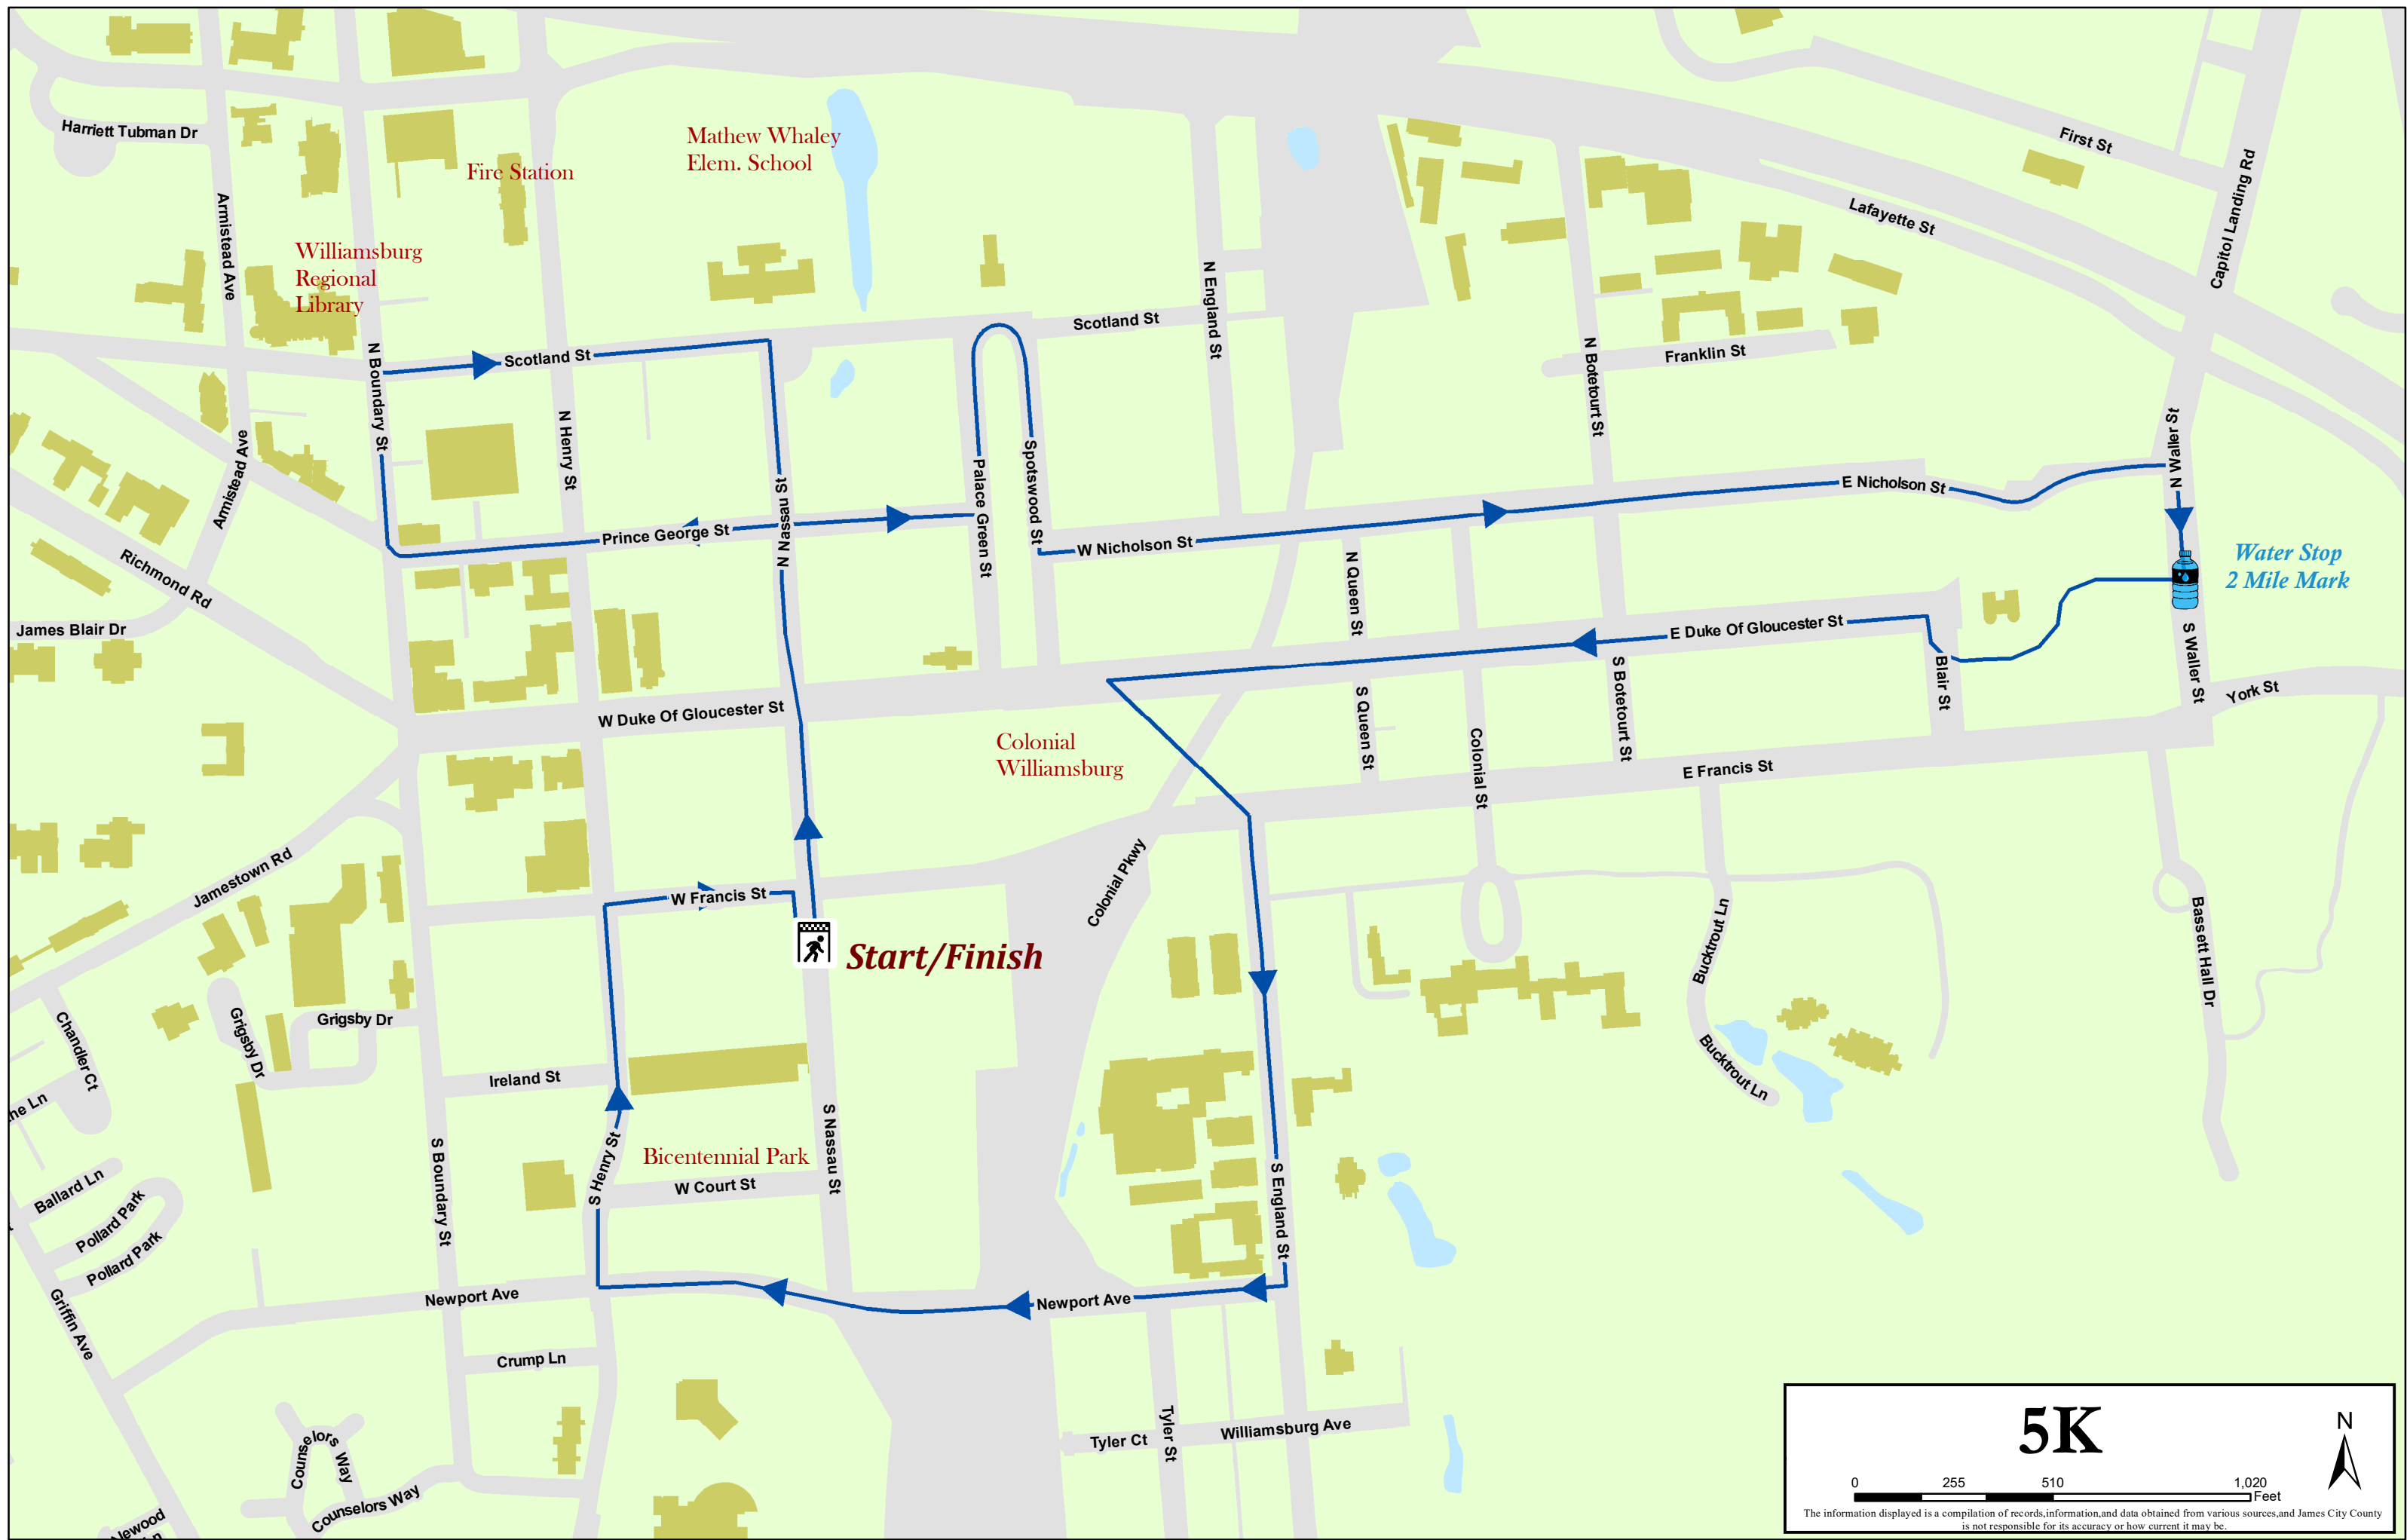 Harriett Tubman Dr
Armistead Ave
Fire Station
Mathew Whaley
Elem. School
Williamsburg
Regional
Library
First St
Capitol Landing Rd
Lafayette St
Scotland St
N England St
Franklin St
N Botetourt St
Scotland St
N Boundary St
N Henry St
Armistead Ave
N Nassau St
Palace Green St
Spotswood St
N Waller St
E Nicholson St
W Nicholson St
Prince George St
Richmond Rd
James Blair Dr
N Queen St
Water Stop
2 Mile Mark
E Duke Of Gloucester St
S Waller St
Blair St
York St
W Duke Of Gloucester St
S Queen St
S Botetourt St
Colonial St
Colonial
Williamsburg
E Francis St
Jamestown Rd
W Francis St
Colonial Pkwy
Start/Finish
Bucktrout Ln
Bassett Hall Dr
Chandler Ct
Grigsby Dr
Grigsby Dr
Ireland St
Bucktrout Ln
S Nassau St
S Henry St
Bicentennial Park
W Court St
S Boundary St
S England St
Ballard Ln
Pollard Park
Pollard Park
Griffin Ave
Newport Ave
Newport Ave
Crump Ln
Tyler Ct
Tyler St
Williamsburg Ave
Counselors Way
Counselors Way
5K
N
0 255 510 1,020
Feet
The information displayed is a compilation of records,information,and data obtained from various sources,and James City County
is not responsible for its accuracy or how current it may be.